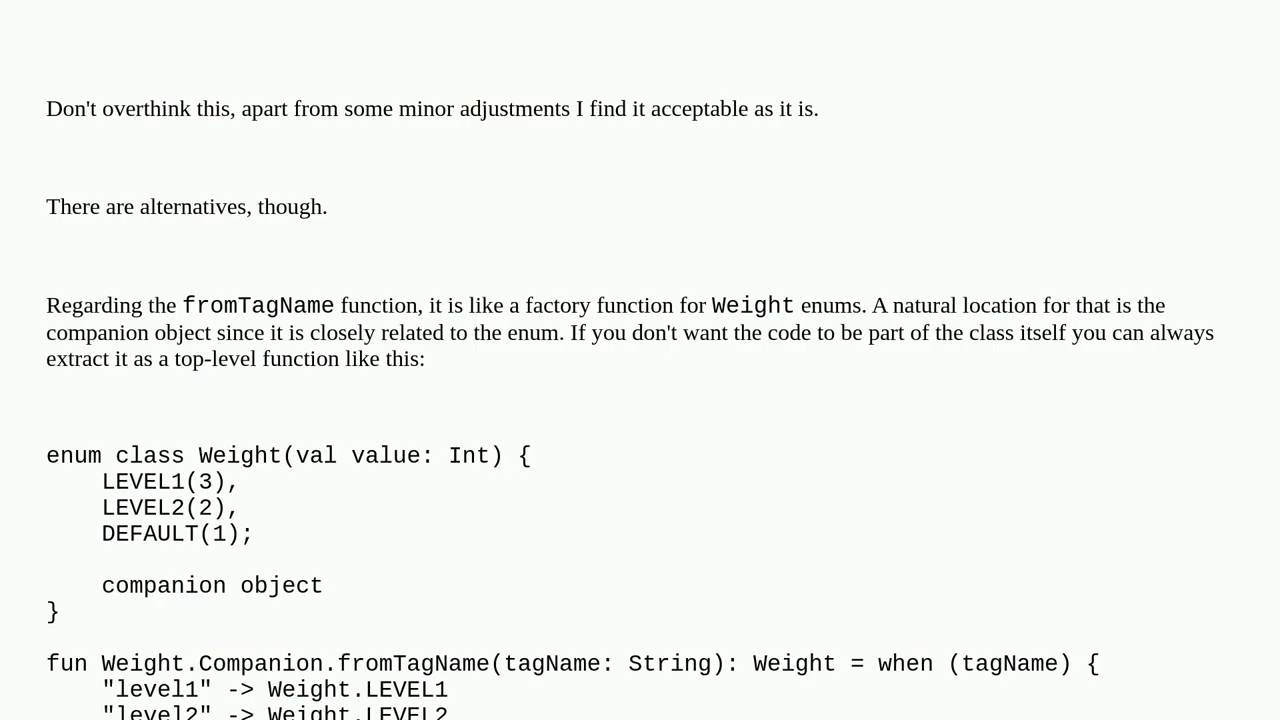 Don't overthink this, apart from some minor adjustments I find it acceptable as it is.
There are alternatives, though.
Regarding the fromTagName function, it is like a factory function for Weight enums. A natural location for that is the
companion object since it is closely related to the enum. If you don't want the code to be part of the class itself you can always
extract it as a top-level function like this:
enum class Weight(val value: Int) {
    LEVEL1(3),
    LEVEL2(2),
    DEFAULT(1);
    companion object
}
fun Weight.Companion.fromTagName(tagName: String): Weight = when (tagName) {
    "level1" -> Weight.LEVEL1
    "level2" -> Weight.LEVEL2